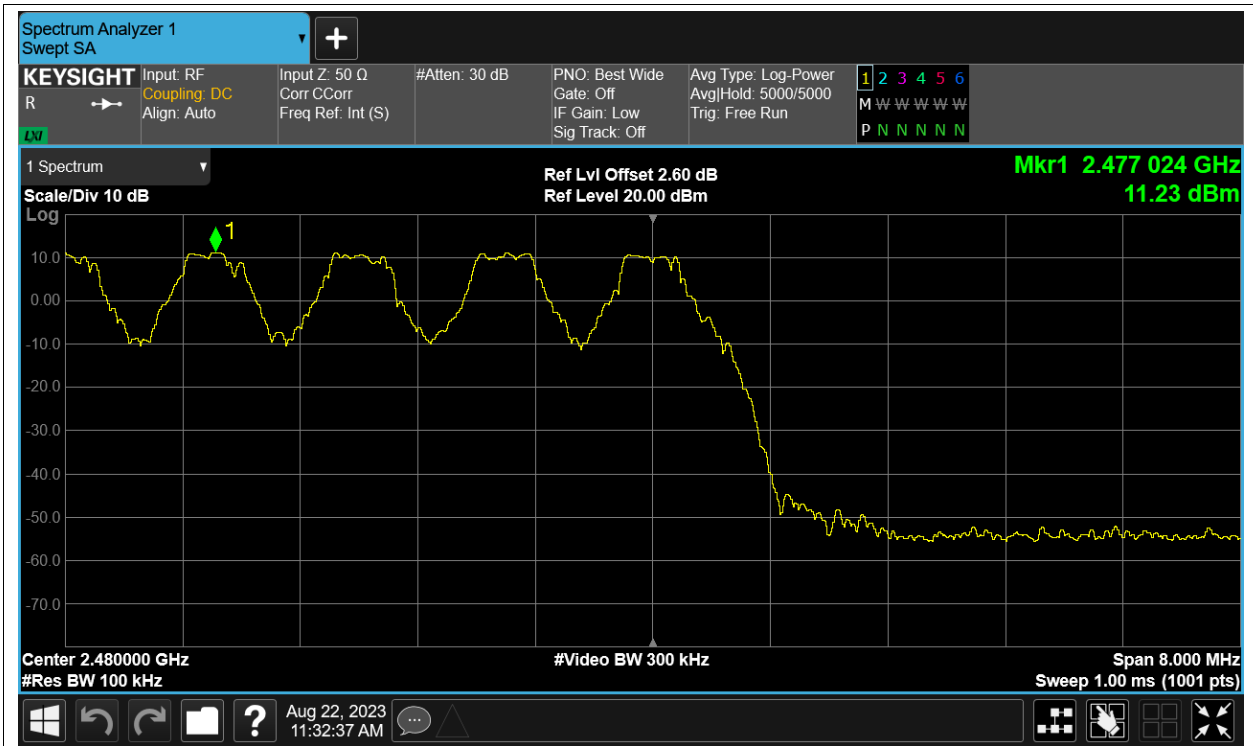 Spectrum Analyzer 1
Swept SA
+
KEYSIGHT
R
LXI
Input: RF
Coupling: DC
Align: Auto
Input Z: 50 Ω
Corr CCorr
Freq Ref: Int (S)
#Atten: 30 dB
PNO: Best Wide
Gate: Off
IF Gain: Low
Sig Track: Off
Avg Type: Log-Power
Avg|Hold: 5000/5000
Trig: Free Run
1 2 3 4 5 6
M W W W W W
P N N N N N
1 Spectrum
Scale/Div 10 dB
Ref Lvl Offset 2.60 dB
Ref Level 20.00 dBm
Mkr1 2.477 024 GHz
11.23 dBm
Log
1
10.0
0.00
-10.0
-20.0
-30.0
-40.0
-50.0
-60.0
-70.0
Center 2.480000 GHz
#Res BW 100 kHz
#Video BW 300 kHz
Span 8.000 MHz
Sweep 1.00 ms (1001 pts)
?
Aug 22, 2023
11:32:37 AM